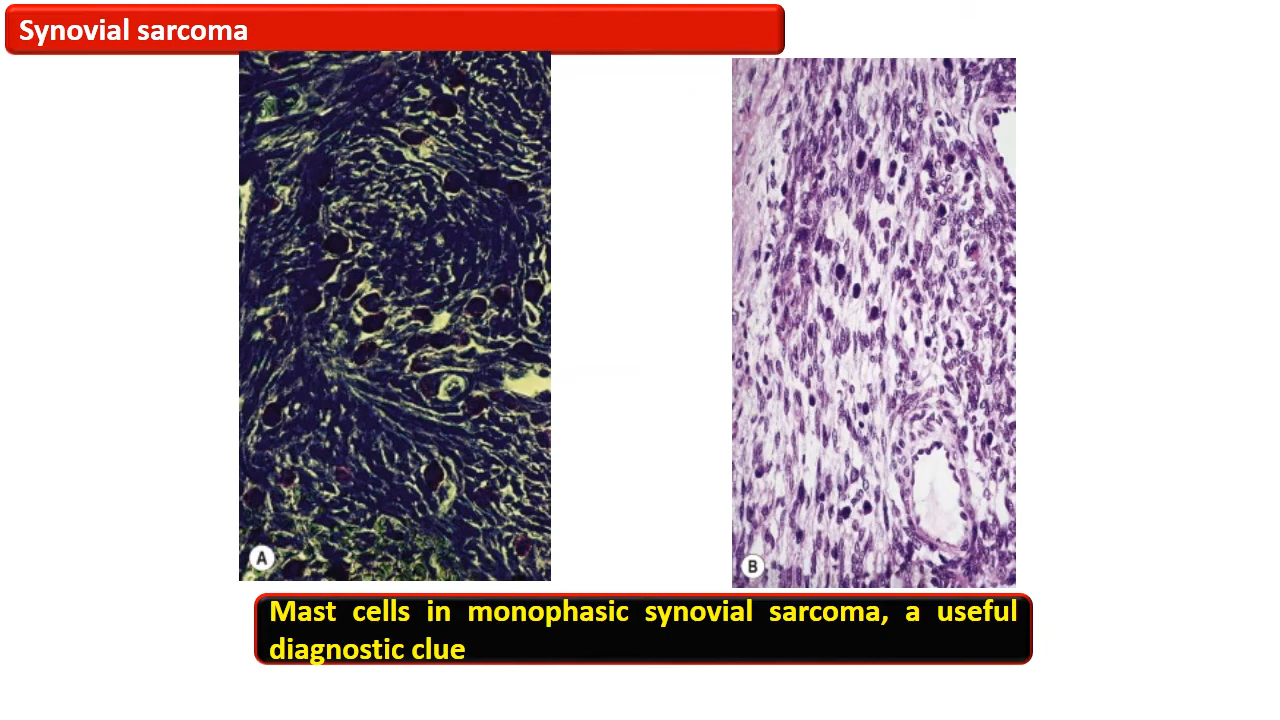 Synovial sarcoma
A
B
Mast cells in monophasic synovial sarcoma, a useful
diagnostic clue